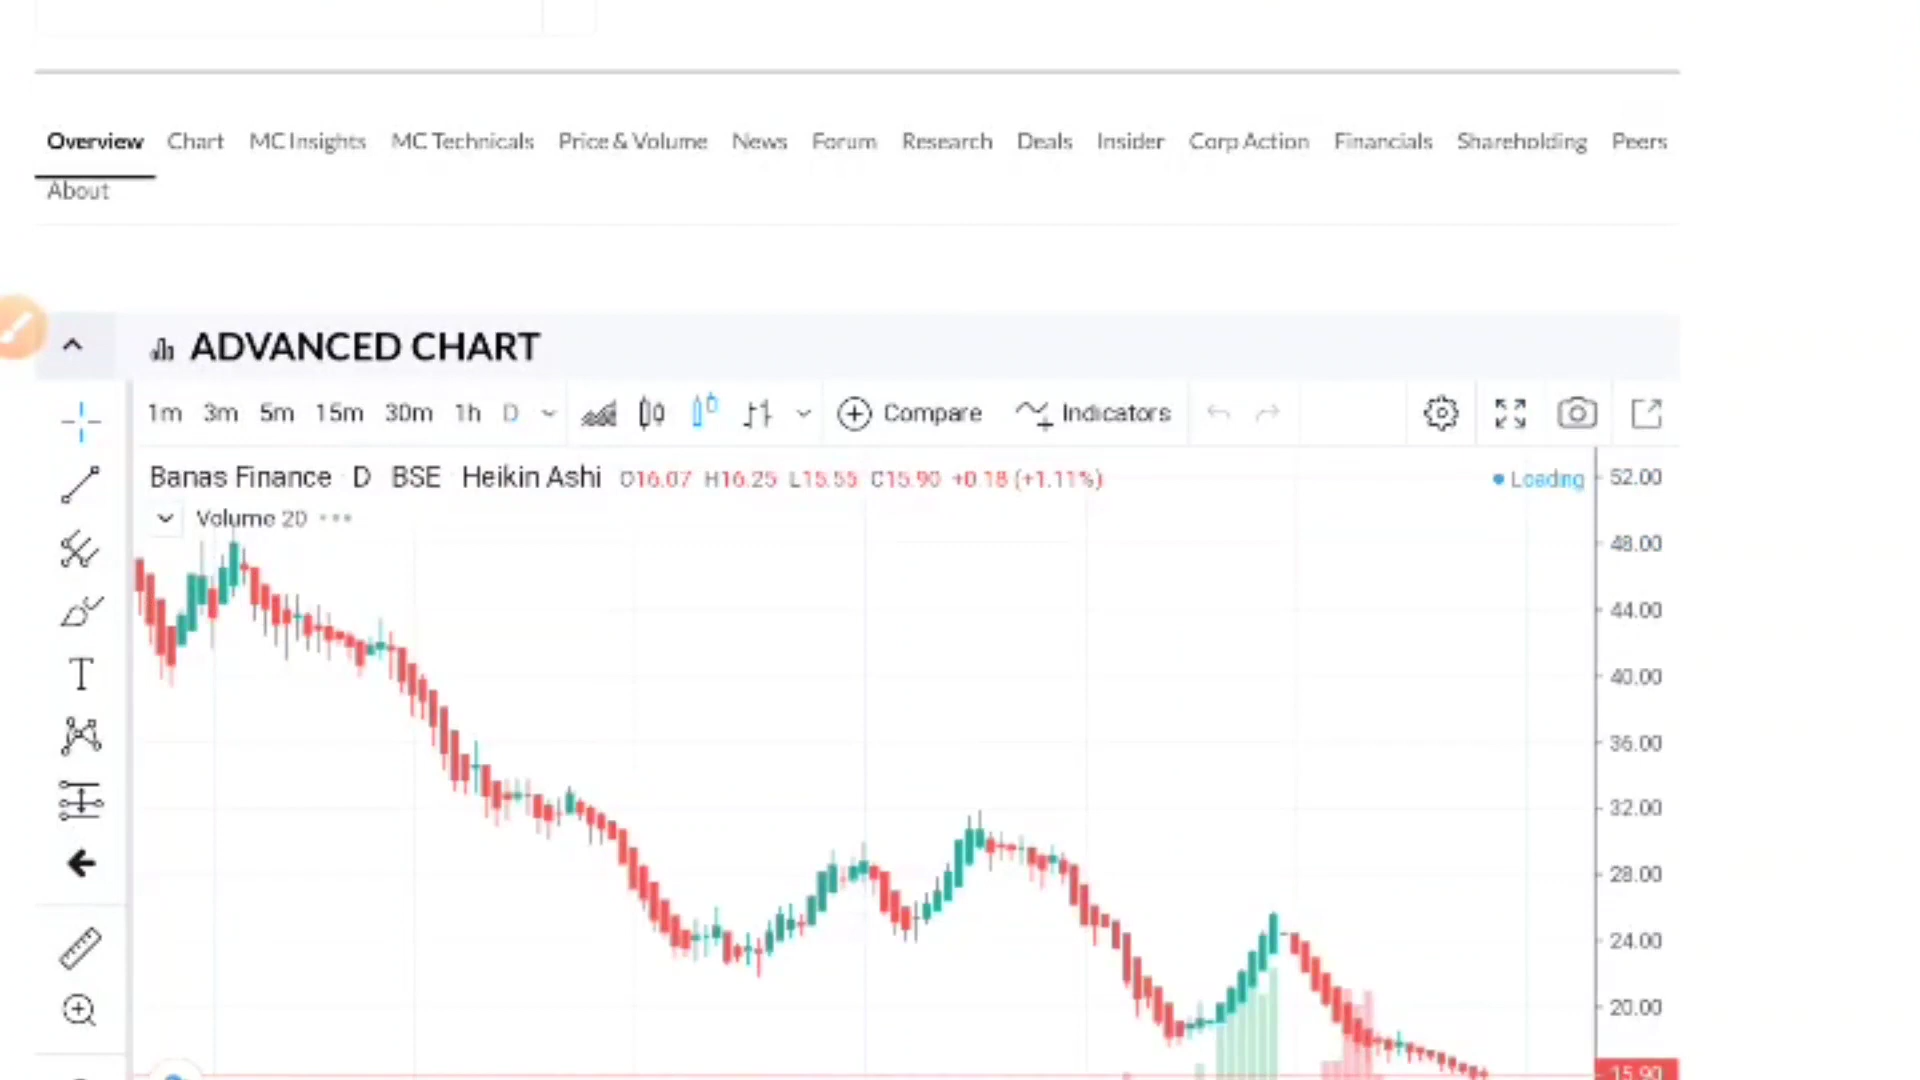 Overview Chart MC Insights MC Technicals Price & Volume News Forum Research Deals Insider Corp Action Financials Shareholding Peers
About
ADVANCED CHART
1m 3m 5m 15m 30m 1h D Compare Indicators
Banas Finance D BSE Heikin Ashi O16.07 H16.25 L15.55 C15.90 +0.18 (+1.11%) Loading 52.00
Volume 20
48.00
44.00
40.00
36.00
32.00
28.00
24.00
20.00
15.90